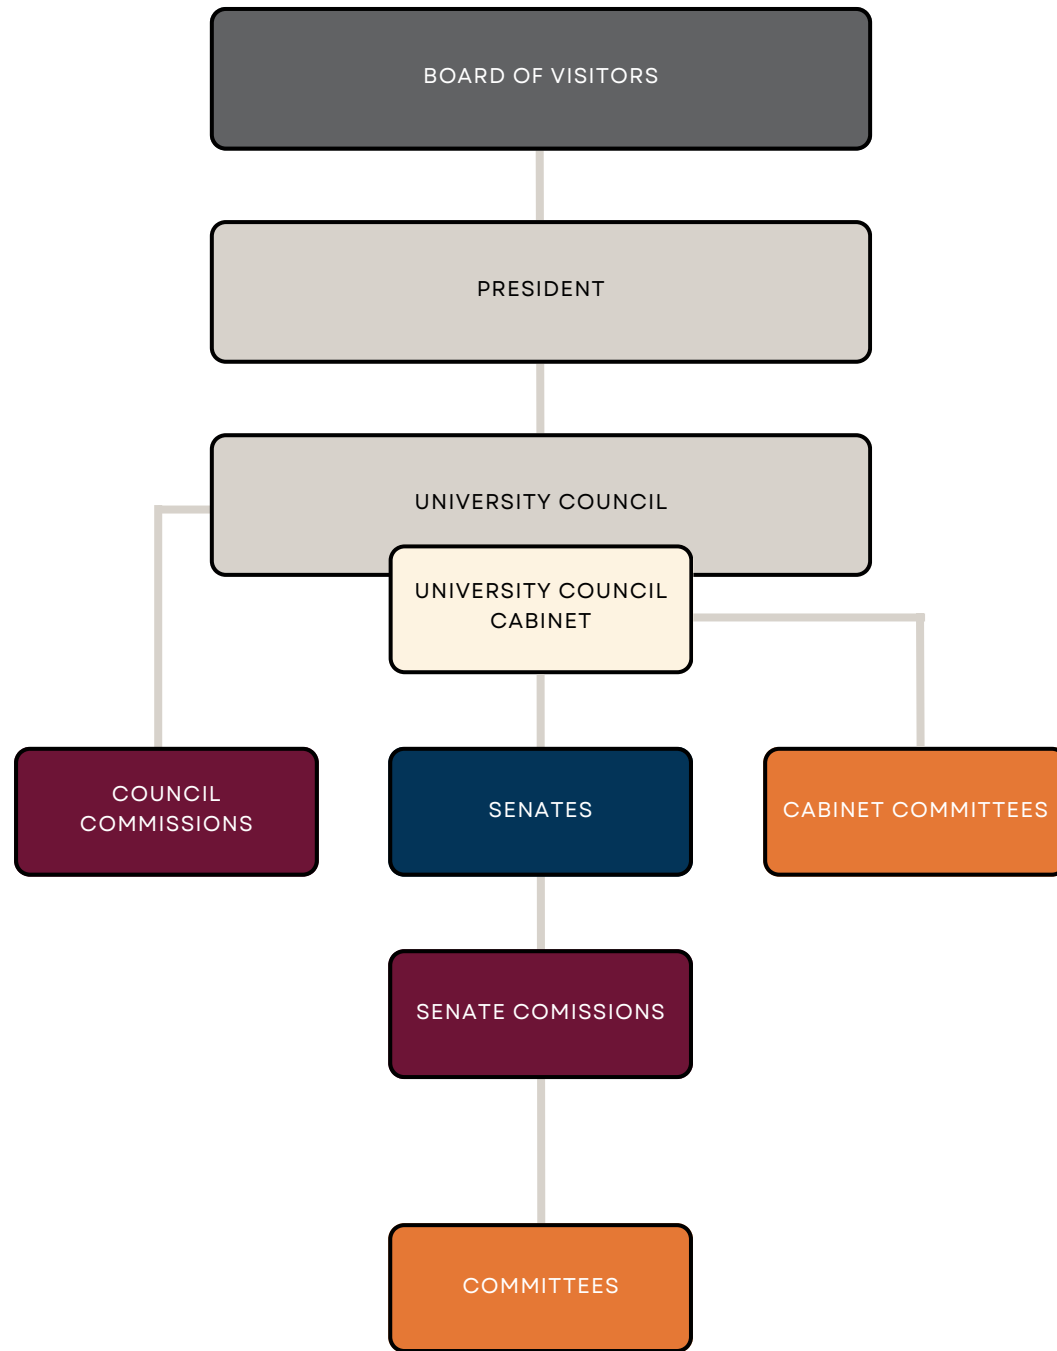 BOARD OF VISITORS
PRESIDENT
UNIVERSITY COUNCIL
UNIVERSITY COUNCIL
CABINET
COUNCIL
COMMISSIONS
SENATES
CABINET COMMITTEES
SENATE COMISSIONS
COMMITTEES